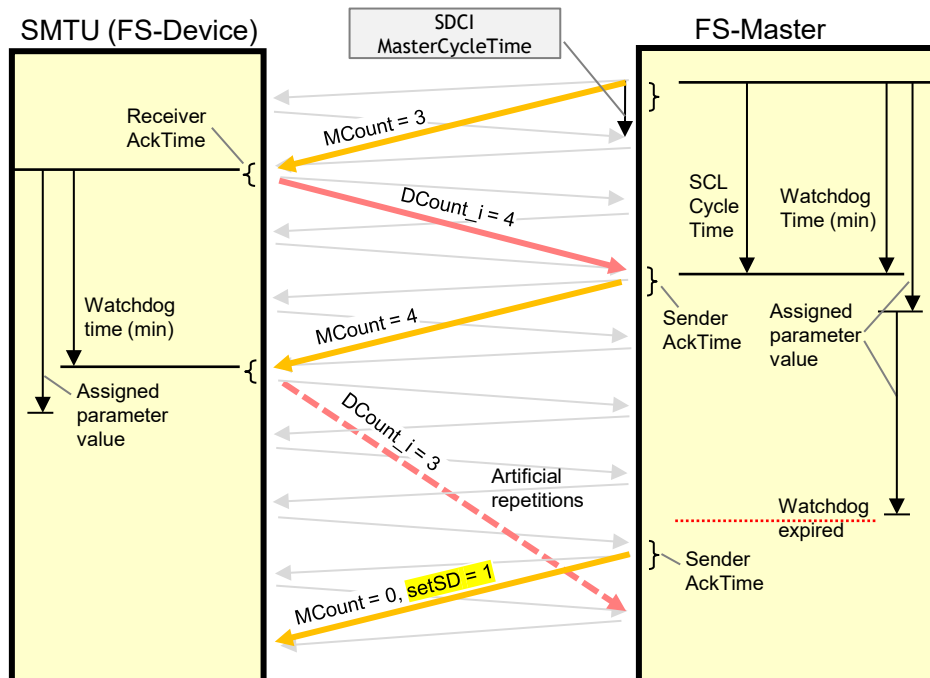 SMTU (FS-Device)
SDCI
MasterCycleTime
FS-Master
Receiver
AckTime
MCount = 3
DCount_i = 4
SCL
Cycle
Time
Watchdog
Time (min)
Watchdog
time (min)
MCount = 4
Sender
AckTime
Assigned
parameter
value
Assigned
parameter
value
DCount_i = 3
Artificial
repetitions
Watchdog
expired
Sender
AckTime
MCount = 0, setSD = 1